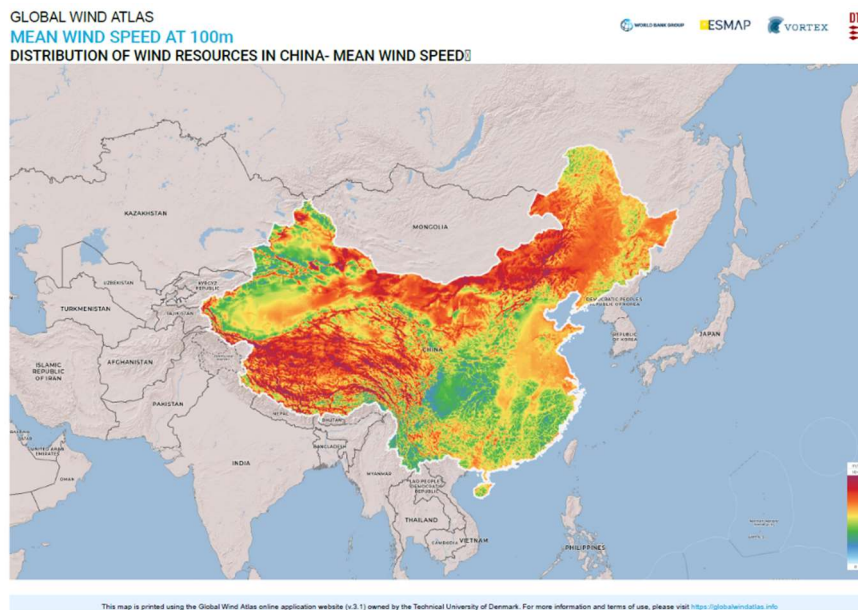 GLOBAL WIND ATLAS
MEAN WIND SPEED AT 100m
DISTRIBUTION OF WIND RESOURCES IN CHINA- MEAN WIND SPEED
WORLD BANK GROUP
ESMAP
VORTEX
KAZAKHSTAN
MONGOLIA
UZBEKISTAN
KYRGYZ
REPUBLIC
TURKMENISTAN
TAJIKISTAN
DEMOCRATIC PEOPLE'S
REPUBLIC OF KOREA
REPUBLIC
OF KOREA
JAPAN
CHINA
ISLAMIC
REPUBLIC
OF IRAN
AFGHANISTAN
PAKISTAN
NEPAL
BHUTAN
BANGLADESH
UNITED ARAB
EMIRATES
OMAN
INDIA
MYANMAR
LAO PEOPLE'S
DEMOCRATIC
REPUBLIC
THAILAND
CAMBODIA
VIETNAM
PHILIPPINES
This map is printed using the Global Wind Atlas online application website (v.3.1) owned by the Technical University of Denmark. For more information and terms of use, please visit https://globalwindatlas.info